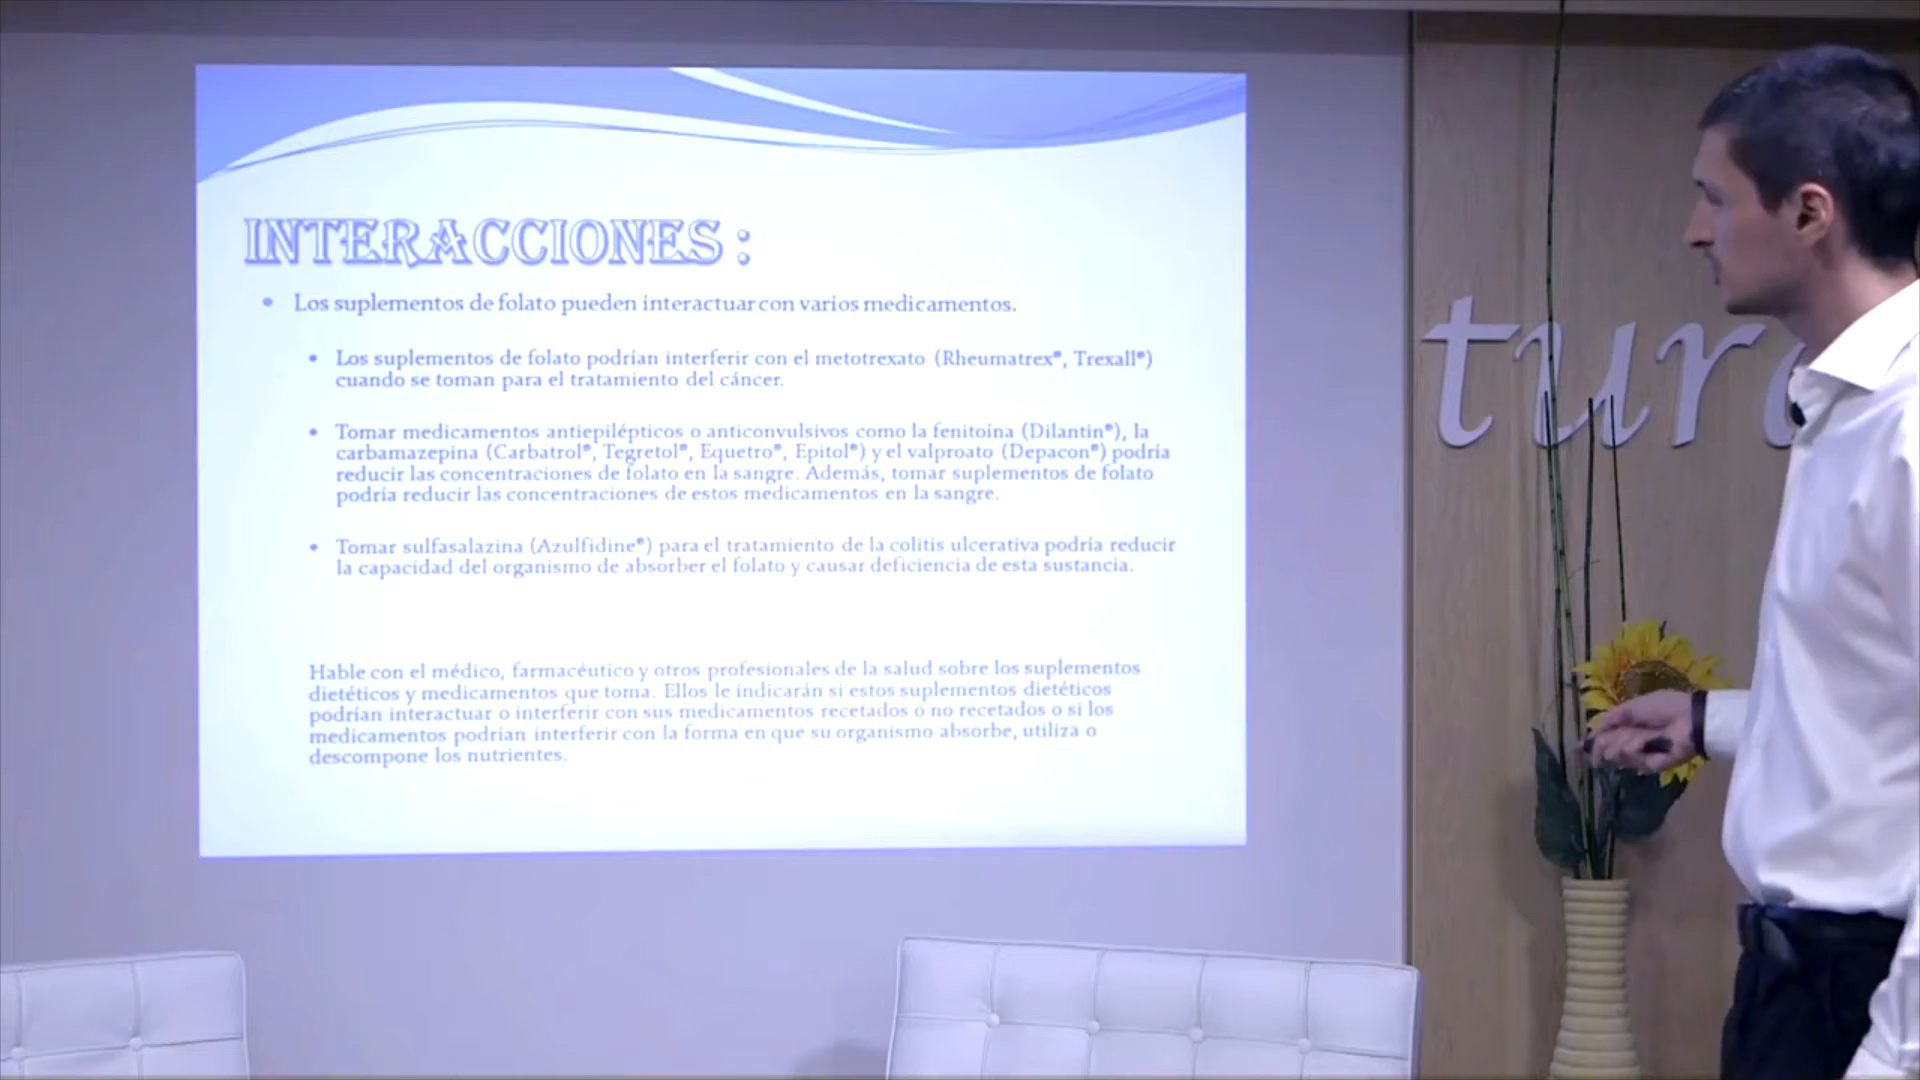 INTERACCIONES :
• Los suplementos de folato pueden interactuar con varios medicamentos.
• Los suplementos de folato podrían interferir con el metotrexato (Rheumatrex®, Trexall®)
cuando se toman para el tratamiento del cáncer.
• Tomar medicamentos antiepilépticos o anticonvulsivos como la fenitoína (Dilantin®), la
carbamazepina (Carbatrol®, Tegretol®, Equetro®, Epitol®) y el valproato (Depacon®) podría
reducir las concentraciones de folato en la sangre. Además, tomar suplementos de folato
podría reducir las concentraciones de estos medicamentos en la sangre.
• Tomar sulfasalazina (Azulfidine®) para el tratamiento de la colitis ulcerativa podría reducir
la capacidad del organismo de absorber el folato y causar deficiencia de esta sustancia.
Hable con el médico, farmacéutico y otros profesionales de la salud sobre los suplementos
dietéticos y medicamentos que toma. Ellos le indicarán si estos suplementos dietéticos
podrían interactuar o interferir con sus medicamentos recetados o no recetados o si los
medicamentos podrían interferir con la forma en que su organismo absorbe, utiliza o
descompone los nutrientes.
tura